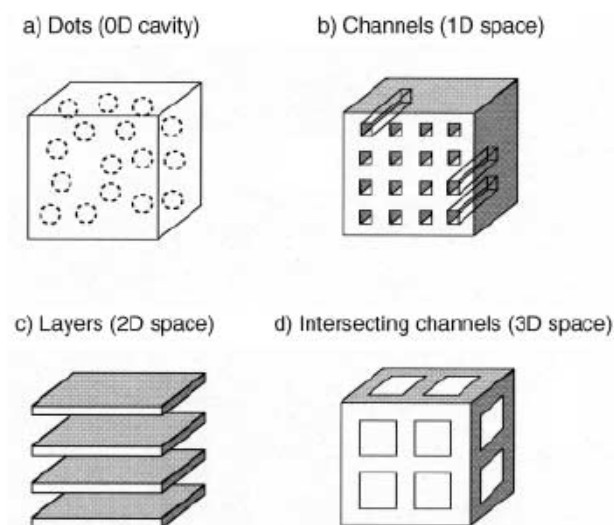 a) Dots (0D cavity)
b) Channels (1D space)
c) Layers (2D space)
d) Intersecting channels (3D space)